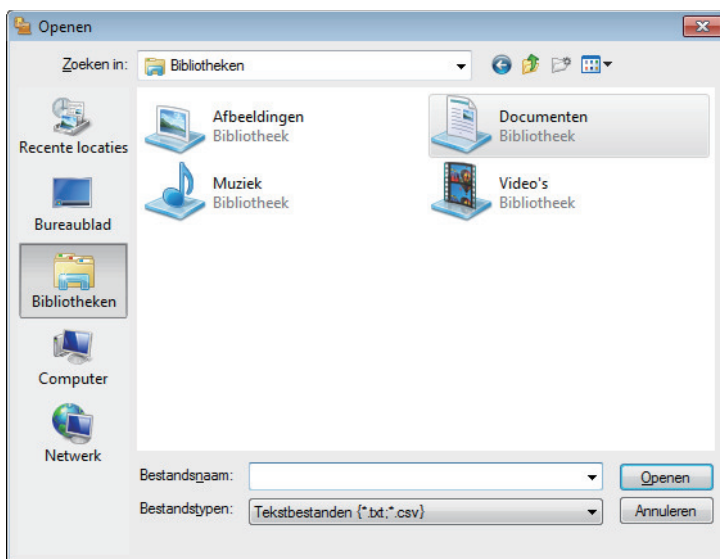 Openen
Zoeken in: Bibliotheken
Recente locaties
Bureaublad
Bibliotheken
Computer
Netwerk
Afbeeldingen
Bibliotheek
Documenten
Bibliotheek
Muziek
Bibliotheek
Video's
Bibliotheek
Bestandsnaam: Openen
Bestandstypen: Tekstbestanden {*.txt;*.csv} Annuleren